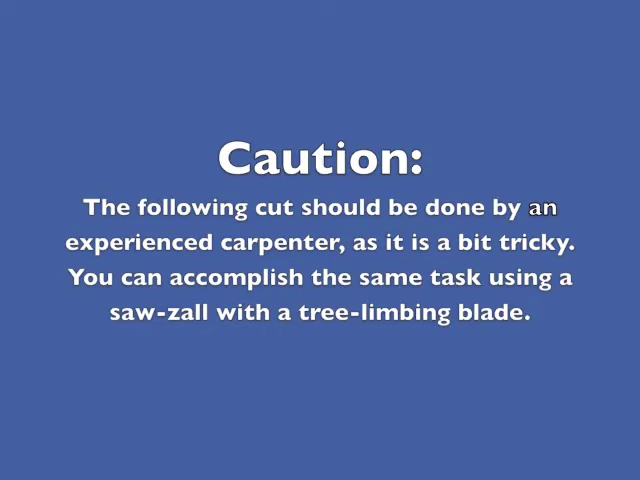 Caution:
The following cut should be done by an
experienced carpenter, as it is a bit tricky.
You can accomplish the same task using a
saw-zall with a tree-limbing blade.